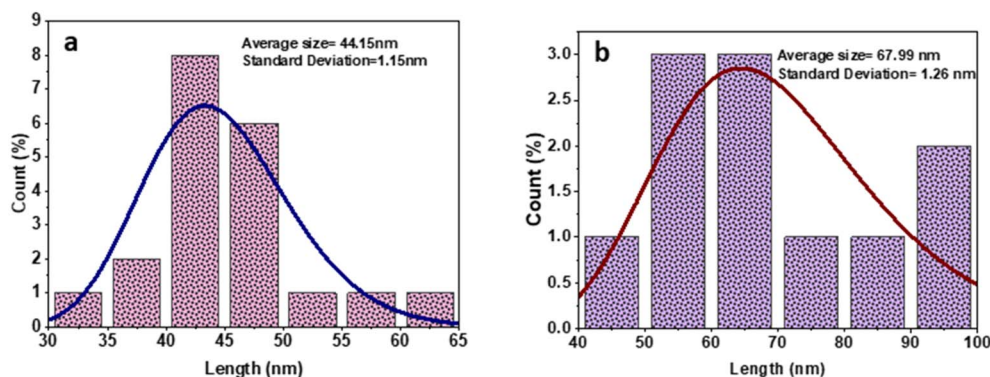 a
Average size= 44.15nm
Standard Deviation=1.15nm
Count (%)
9
8
7
6
5
4
3
2
1
0
30 35 40 45 50 55 60 65
Length (nm)
b
Average size= 67.99 nm
Standard Deviation= 1.26 nm
Count (%)
3.0
2.5
2.0
1.5
1.0
0.5
0.0
40 50 60 70 80 90 100
Length (nm)